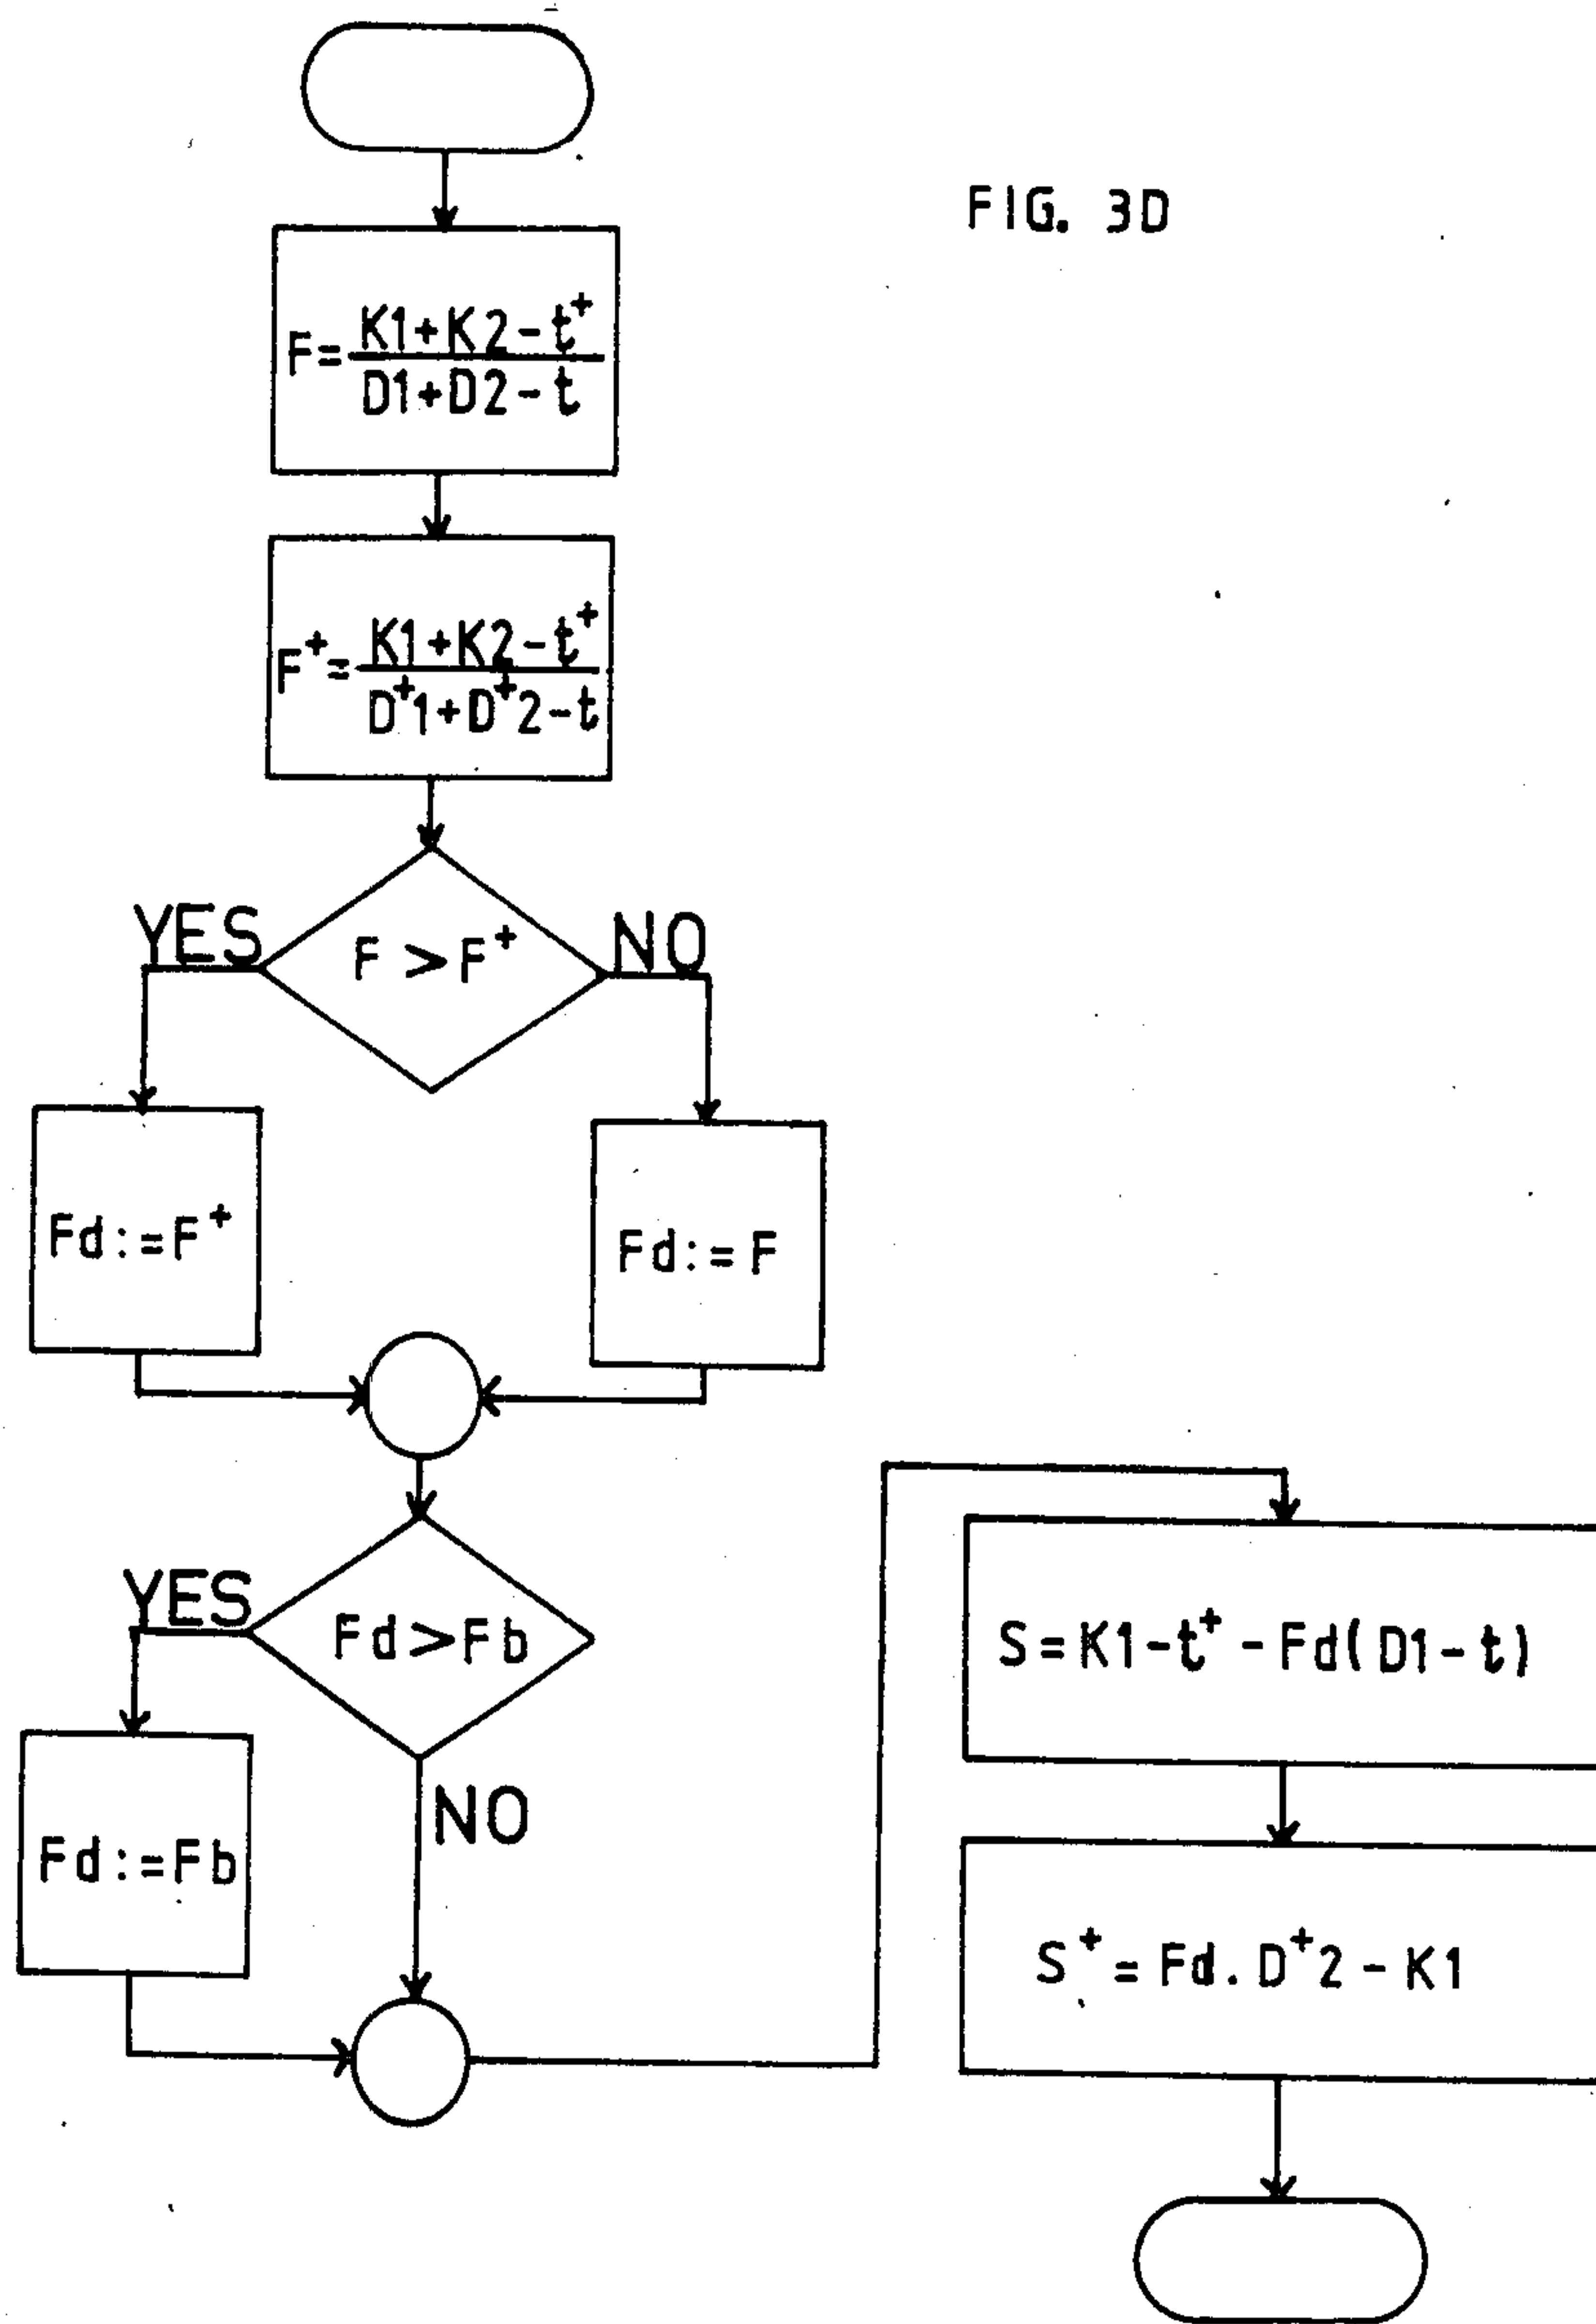 FIG. 3D
F=K1+K2-t⁺
D1+D2-t
F⁺=K1+K2-t⁺
D⁺1+D⁺2-t
YES
F>F⁺
NO
Fd:=F⁺
Fd:=F
YES
Fd>Fb
NO
Fd:=Fb
S=K1-t⁺-Fd(D1-t)
S⁺=Fd.D⁺2-K1